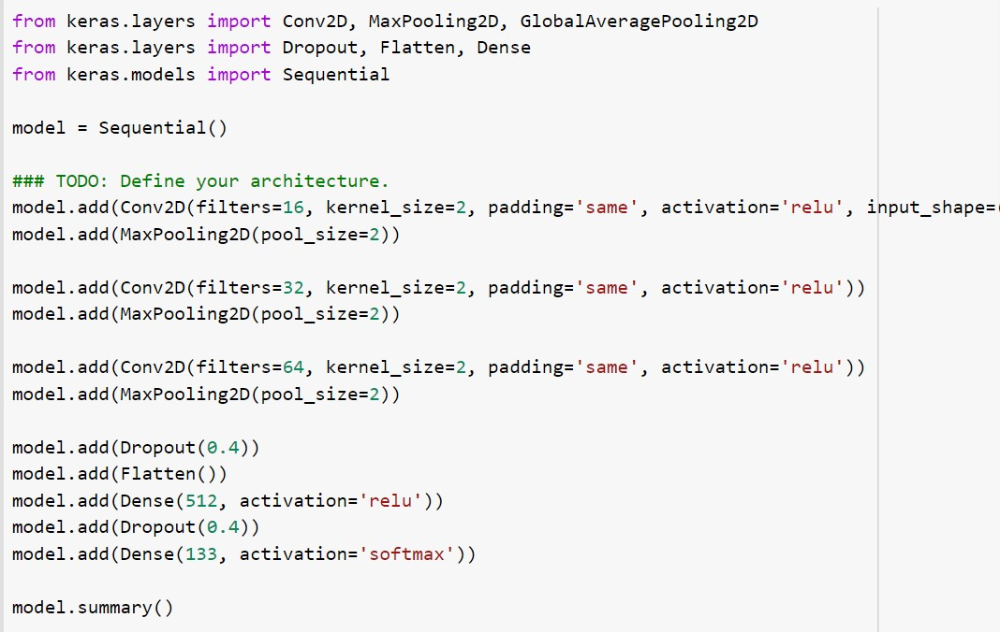 from keras.layers import Conv2D, MaxPooling2D, GlobalAveragePooling2D
from keras.layers import Dropout, Flatten, Dense
from keras.models import Sequential
model = Sequential()
### TODO: Define your architecture.
model.add(Conv2D(filters=16, kernel_size=2, padding='same', activation='relu', input_shape=(
model.add(MaxPooling2D(pool_size=2))
model.add(Conv2D(filters=32, kernel_size=2, padding='same', activation='relu'))
model.add(MaxPooling2D(pool_size=2))
model.add(Conv2D(filters=64, kernel_size=2, padding='same', activation='relu'))
model.add(MaxPooling2D(pool_size=2))
model.add(Dropout(0.4))
model.add(Flatten())
model.add(Dense(512, activation='relu'))
model.add(Dropout(0.4))
model.add(Dense(133, activation='softmax'))
model.summary()